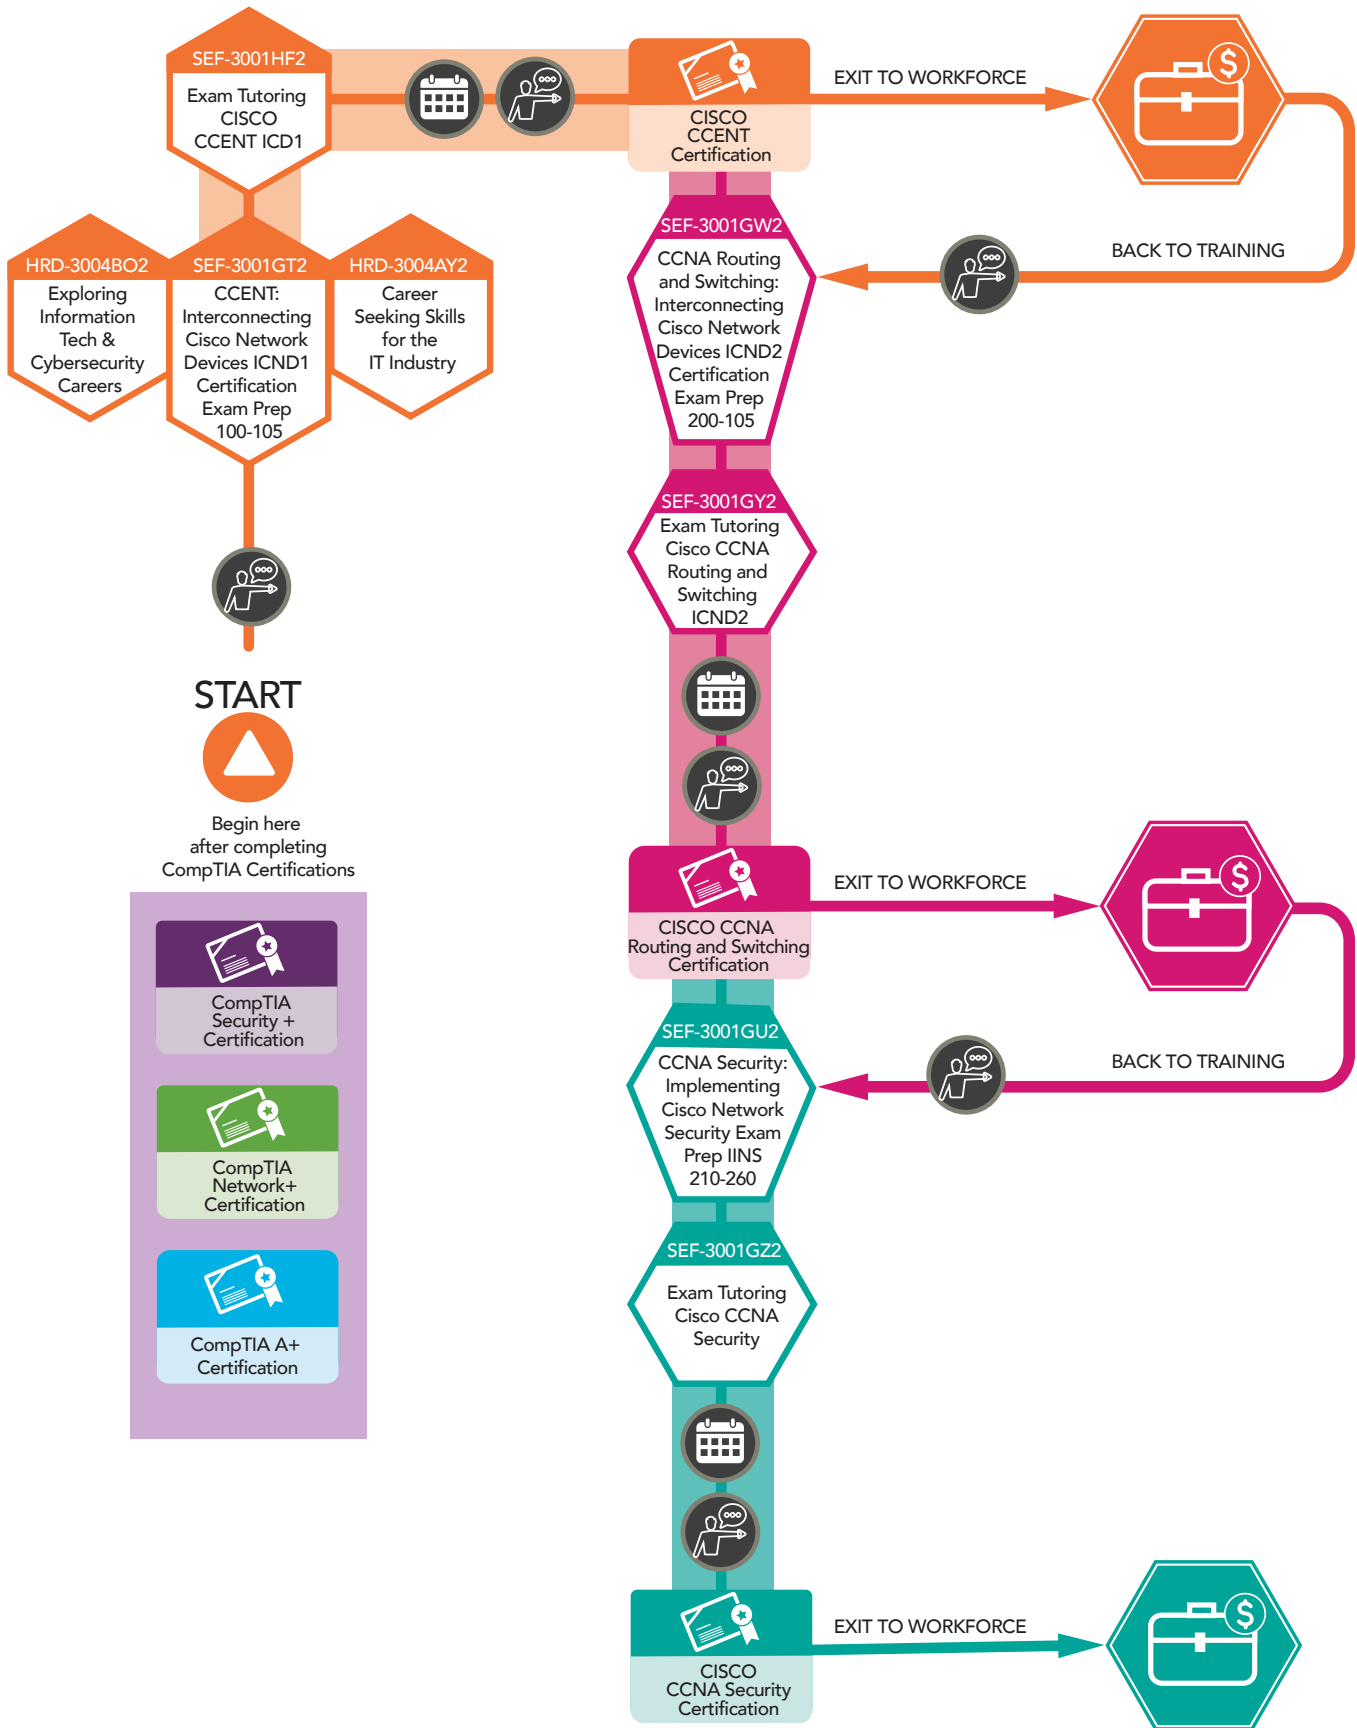 SEF-3001HF2
Exam Tutoring
CISCO
CCENT ICD1
CISCO
CCENT
Certification
EXIT TO WORKFORCE
$
BACK TO TRAINING
HRD-3004BO2
Exploring
Information
Tech &
Cybersecurity
Careers
SEF-3001GT2
CCENT:
Interconnecting
Cisco Network
Devices ICND1
Certification
Exam Prep
100-105
HRD-3004AY2
Career
Seeking Skills
for the
IT Industry
SEF-3001GW2
CCNA Routing
and Switching:
Interconnecting
Cisco Network
Devices ICND2
Certification
Exam Prep
200-105
SEF-3001GY2
Exam Tutoring
Cisco CCNA
Routing and
Switching
ICND2
START
Begin here
after completing
CompTIA Certifications
CompTIA
Security +
Certification
CompTIA
Network+
Certification
CompTIA A+
Certification
CISCO CCNA
Routing and Switching
Certification
EXIT TO WORKFORCE
$
BACK TO TRAINING
SEF-3001GU2
CCNA Security:
Implementing
Cisco Network
Security Exam
Prep IINS
210-260
SEF-3001GZ2
Exam Tutoring
Cisco CCNA
Security
CISCO
CCNA Security
Certification
EXIT TO WORKFORCE
$